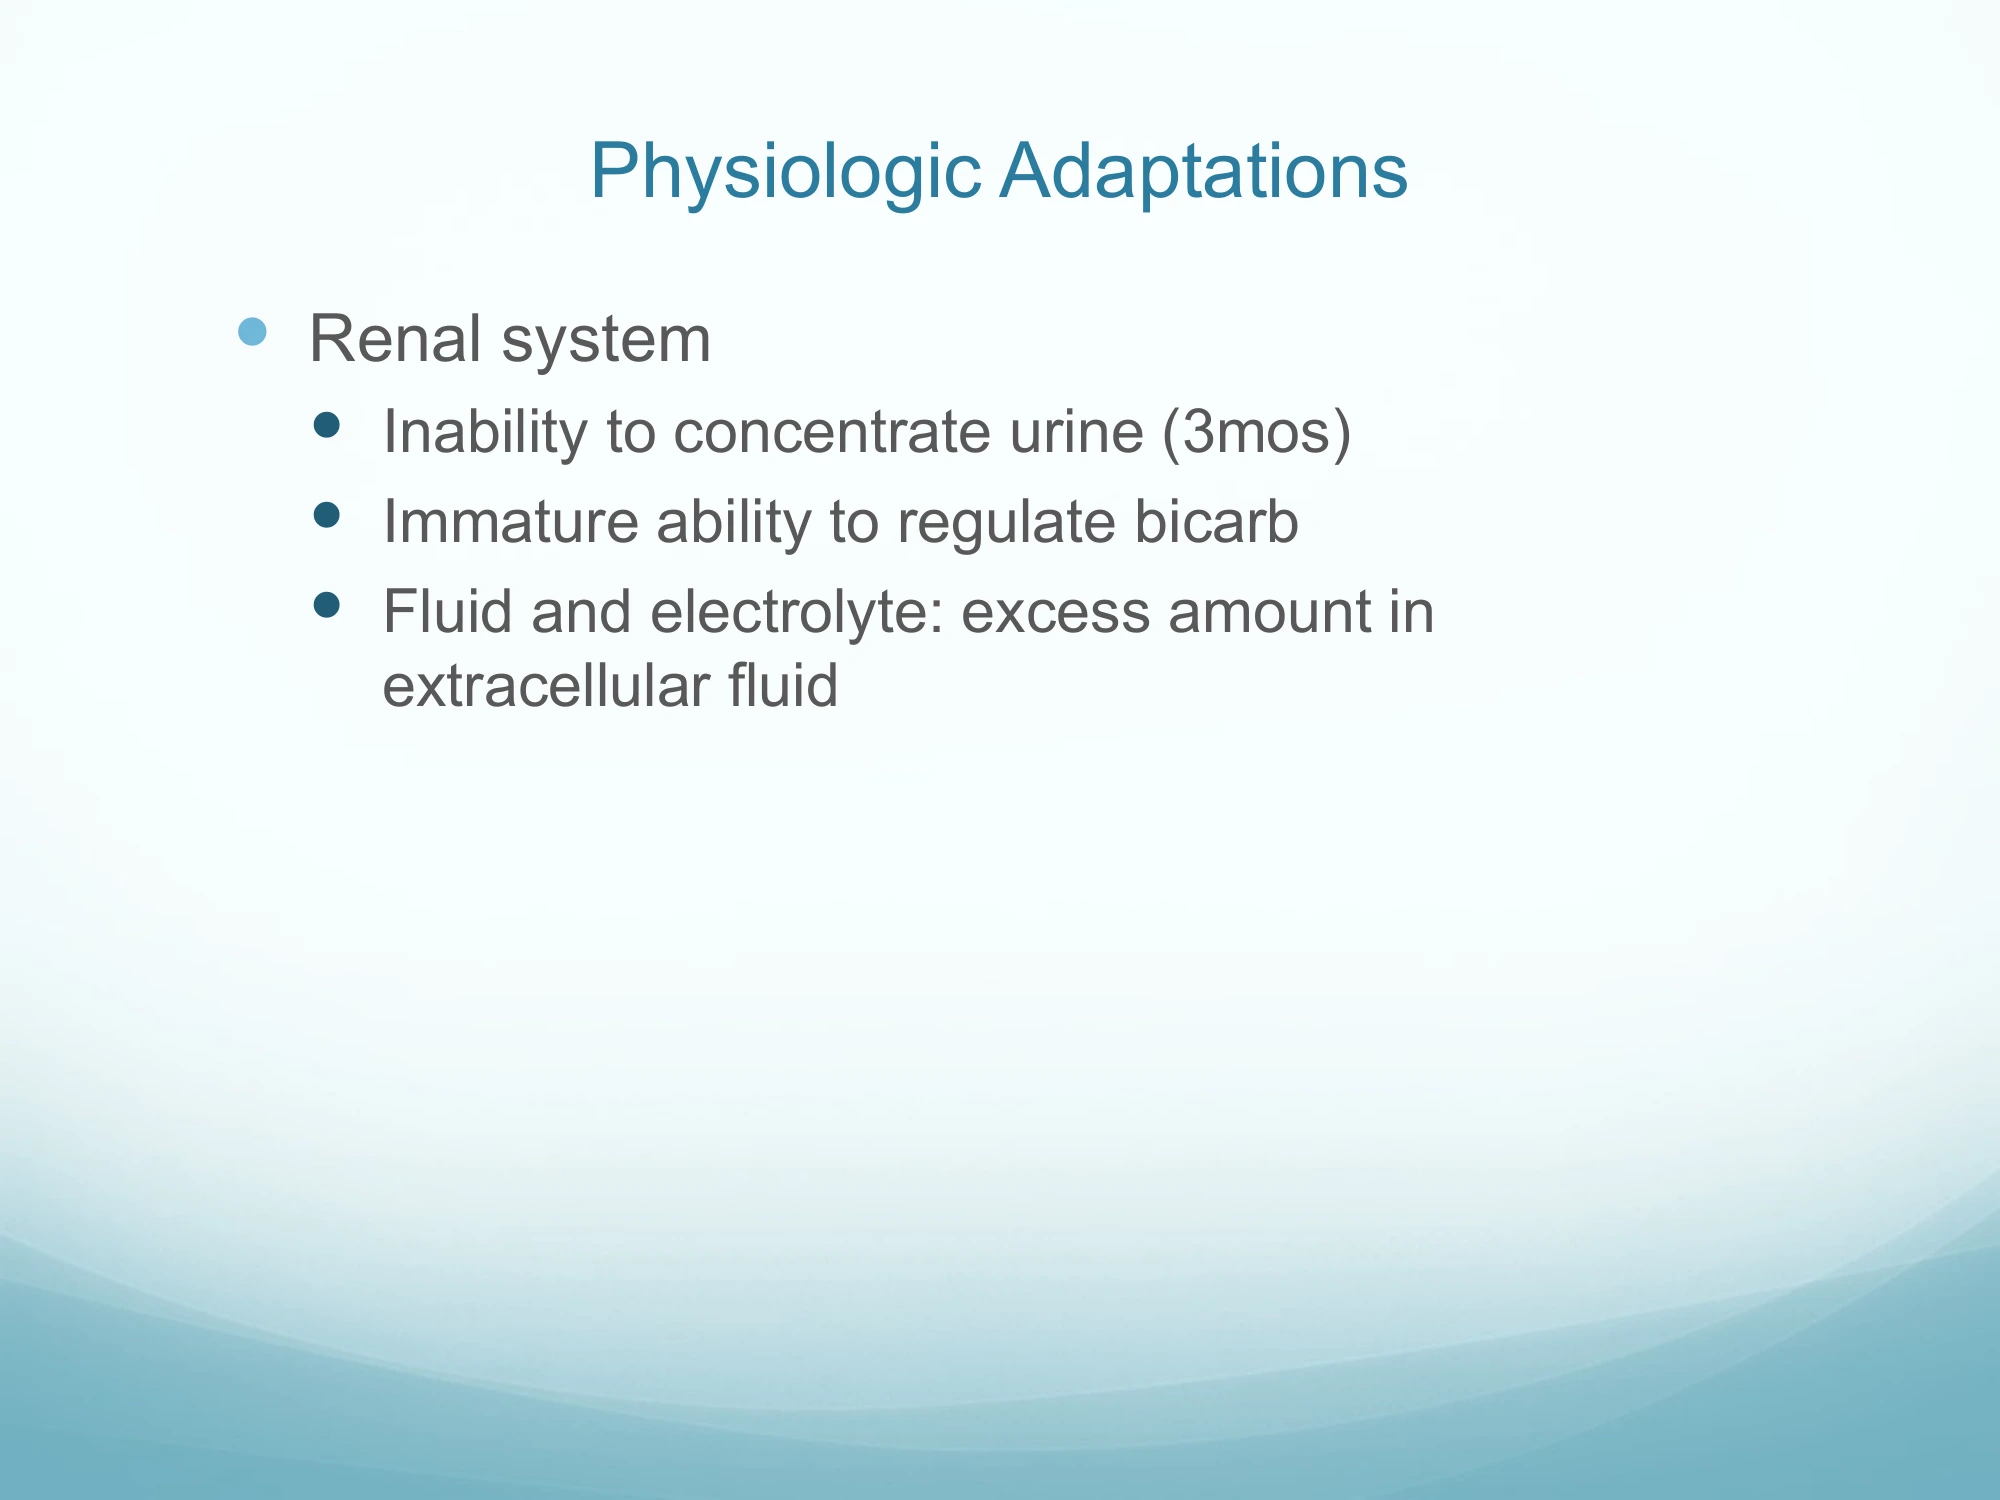 Physiologic Adaptations
Renal system
Inability to concentrate urine (3mos)
Immature ability to regulate bicarb
Fluid and electrolyte: excess amount in
extracellular fluid